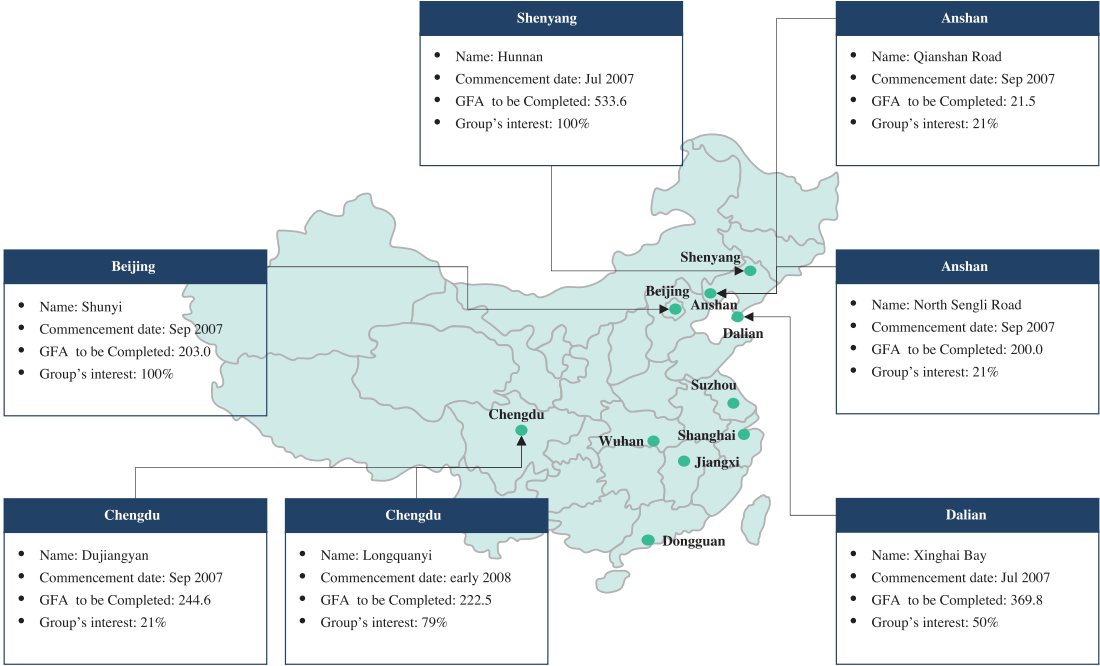 Shenyang
• Name: Hunnan
• Commencement date: Jul 2007
• GFA to be Completed: 533.6
• Group's interest: 100%
Anshan
• Name: Qianshan Road
• Commencement date: Sep 2007
• GFA to be Completed: 21.5
• Group's interest: 21%
Beijing
• Name: Shunyi
• Commencement date: Sep 2007
• GFA to be Completed: 203.0
• Group's interest: 100%
Anshan
• Name: North Sengli Road
• Commencement date: Sep 2007
• GFA to be Completed: 200.0
• Group's interest: 21%
Shenyang
Beijing
Anshan
Dalian
Suzhou
Chengdu
Wuhan
Shanghai
Jiangxi
Dongguan
Chengdu
• Name: Dujiangyan
• Commencement date: Sep 2007
• GFA to be Completed: 244.6
• Group's interest: 21%
Chengdu
• Name: Longquanyi
• Commencement date: early 2008
• GFA to be Completed: 222.5
• Group's interest: 79%
Dalian
• Name: Xinghai Bay
• Commencement date: Jul 2007
• GFA to be Completed: 369.8
• Group's interest: 50%